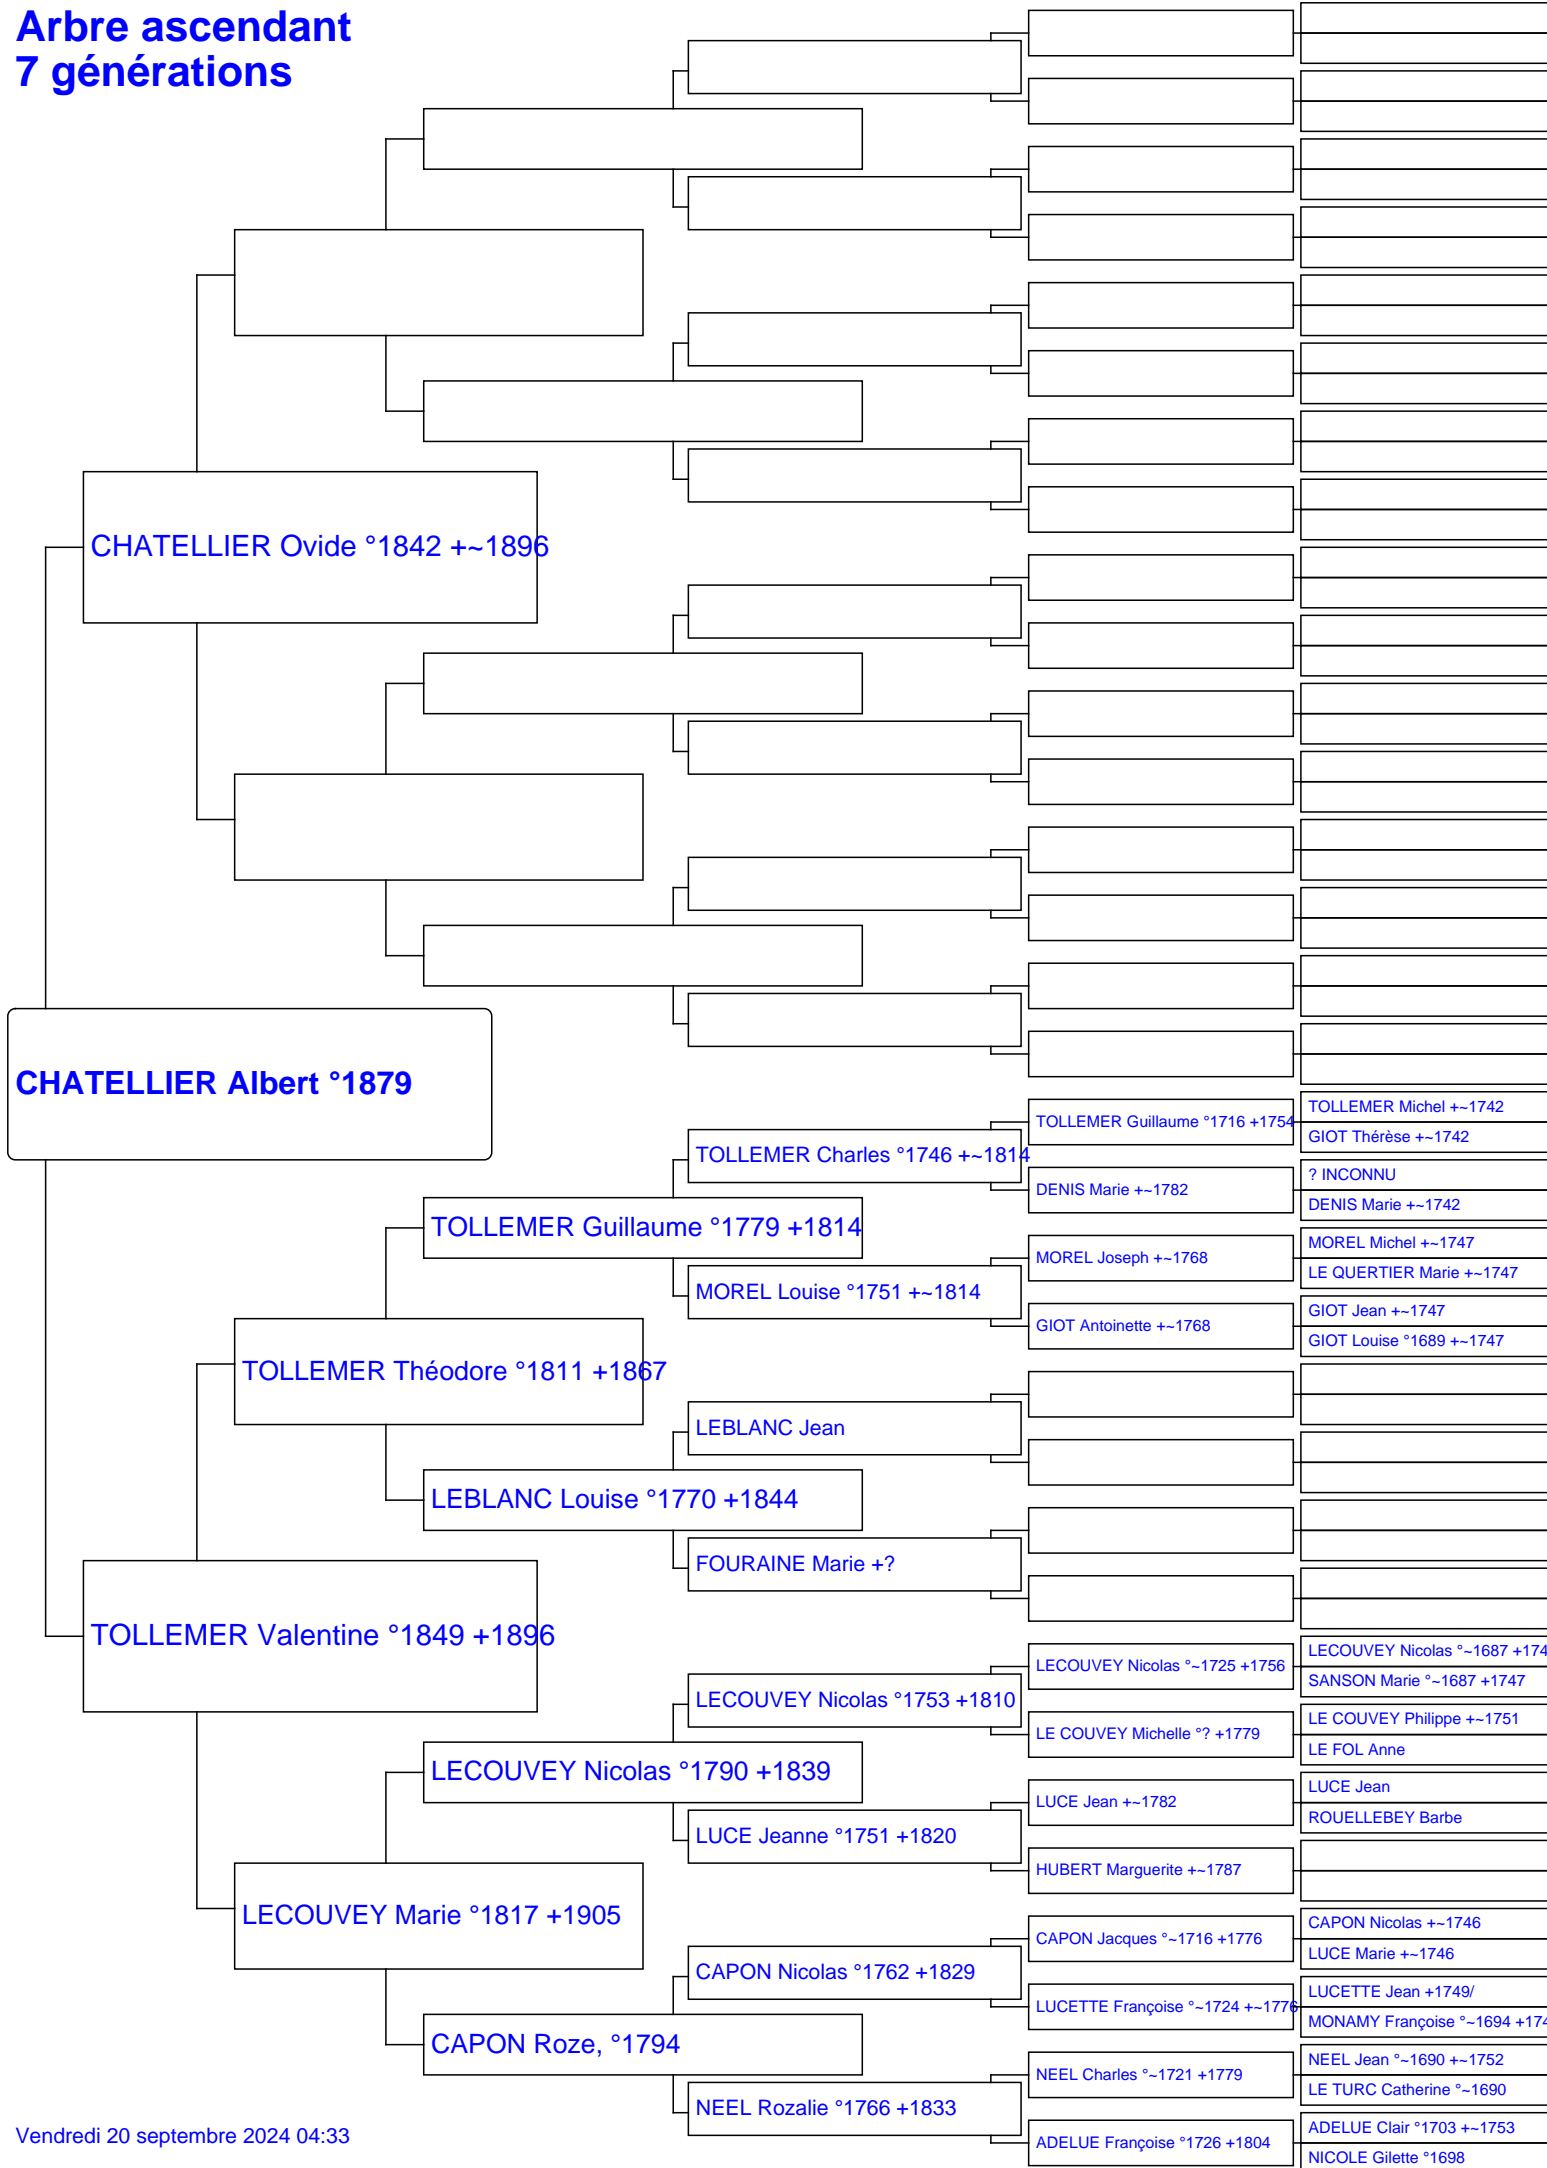 Arbre ascendant
7 générations
CHATELLIER Ovide °1842 +~1896
CHATELLIER Albert °1879
TOLLEMER Michel +~1742
TOLLEMER Guillaume °1716 +1754
GIOT Thérèse +~1742
TOLLEMER Charles °1746 +~1814
? INCONNU
DENIS Marie +~1782
DENIS Marie +~1742
TOLLEMER Guillaume °1779 +1814
MOREL Michel +~1747
MOREL Joseph +~1768
LE QUERTIER Marie +~1747
MOREL Louise °1751 +~1814
GIOT Jean +~1747
GIOT Antoinette +~1768
GIOT Louise °1689 +~1747
TOLLEMER Théodore °1811 +1867
LEBLANC Jean
LEBLANC Louise °1770 +1844
FOURAINE Marie +?
TOLLEMER Valentine °1849 +1896
LECOUVEY Nicolas °~1687 +174
LECOUVEY Nicolas °~1725 +1756
SANSON Marie °~1687 +1747
LECOUVEY Nicolas °1753 +1810
LE COUVEY Philippe +~1751
LE COUVEY Michelle °? +1779
LE FOL Anne
LECOUVEY Nicolas °1790 +1839
LUCE Jean
LUCE Jean +~1782
ROUELLEBEY Barbe
LUCE Jeanne °1751 +1820
HUBERT Marguerite +~1787
LECOUVEY Marie °1817 +1905
CAPON Nicolas +~1746
CAPON Jacques °~1716 +1776
LUCE Marie +~1746
CAPON Nicolas °1762 +1829
LUCETTE Jean +1749/
LUCETTE Françoise °~1724 +~1776
MONAMY Françoise °~1694 +174
CAPON Roze, °1794
NEEL Jean °~1690 +~1752
NEEL Charles °~1721 +1779
LE TURC Catherine °~1690
NEEL Rozalie °1766 +1833
ADELUE Clair °1703 +~1753
ADELUE Françoise °1726 +1804
NICOLE Gilette °1698
Vendredi 20 septembre 2024 04:33